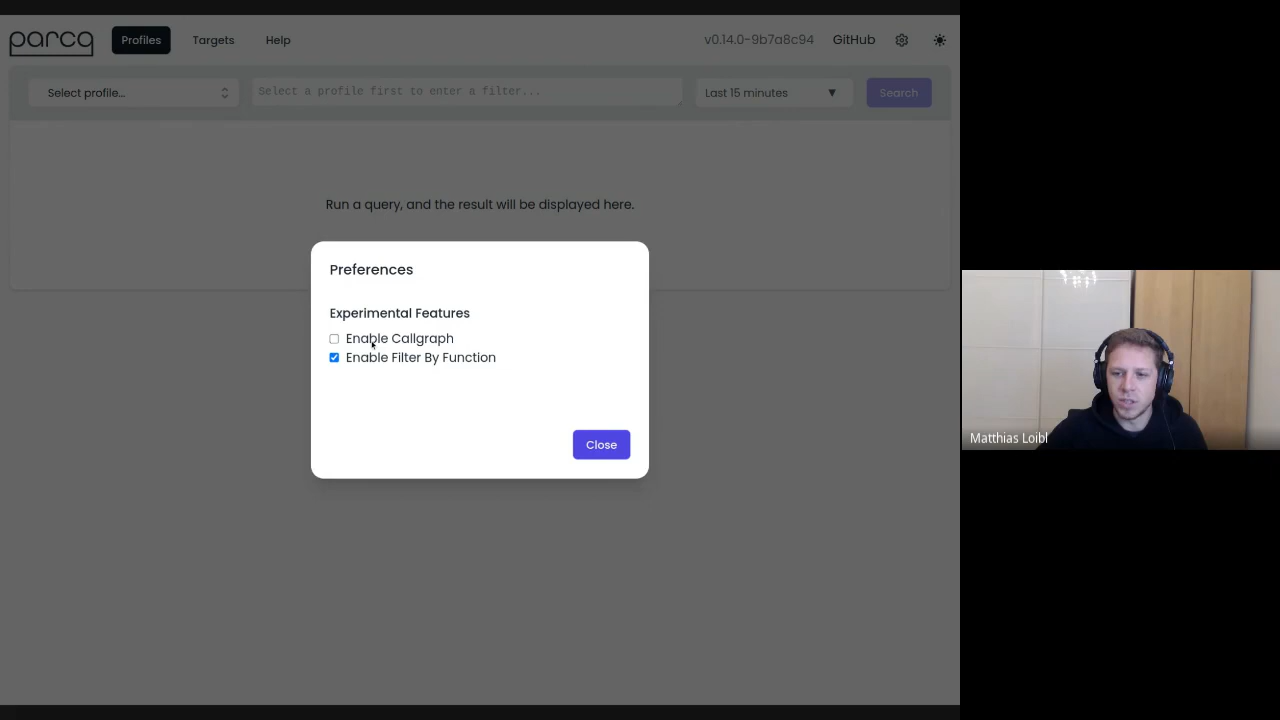 parca
Profiles
Targets
Help
v0.14.0-9b7a8c94
GitHub
Select profile...
Select a profile first to enter a filter...
Last 15 minutes
Search
Run a query, and the result will be displayed here.
Preferences
Experimental Features
Enable Callgraph
Enable Filter By Function
Close
Matthias Loibl